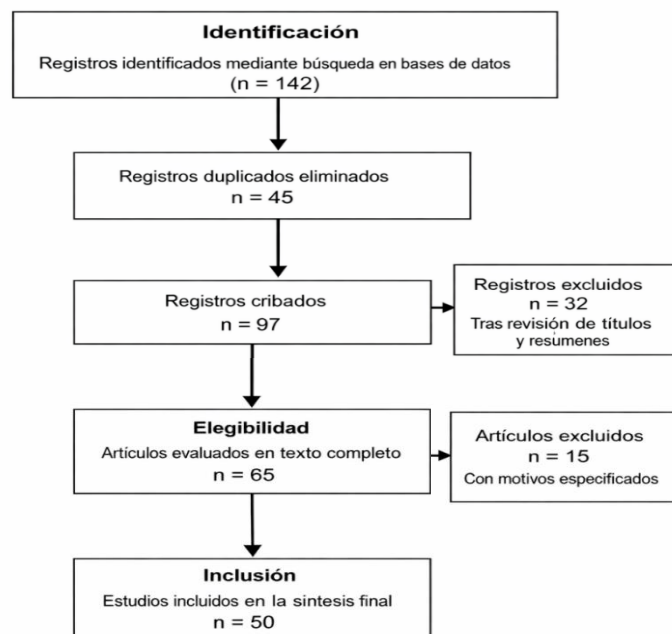 Identificación
Registros identificados mediante búsqueda en bases de datos
(n = 142)
Registros duplicados eliminados
n = 45
Registros cribados
n = 97
Registros excluidos
n = 32
Tras revisión de títulos
y resúmenes
Elegibilidad
Artículos evaluados en texto completo
n = 65
Artículos excluidos
n = 15
Con motivos especificados
Inclusión
Estudios incluidos en la sintesis final
n = 50